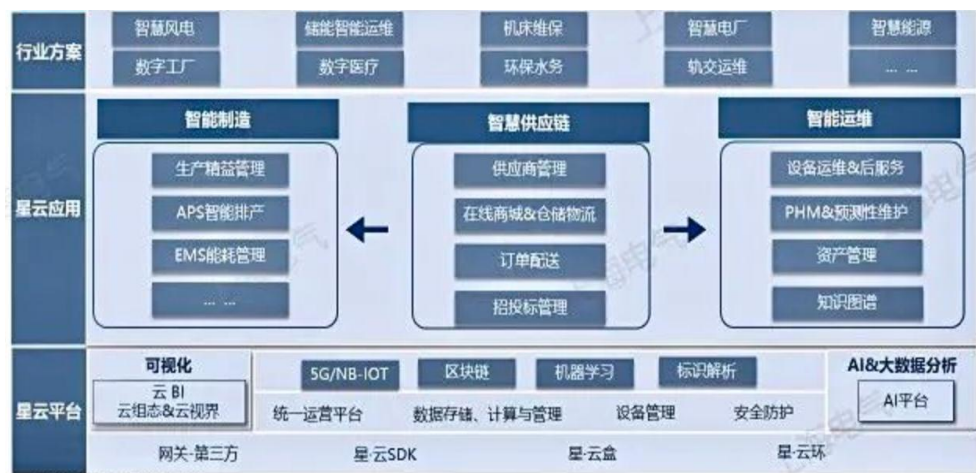 行业方案
智慧风电 储能智能运维 机床维保 智慧电厂 智慧能源
数字工厂 数字医疗 环保水务 轨交运维 ... ...
星云应用
智能制造 智慧供应链 智能运维
生产精益管理 供应商管理 设备运维&后服务
APS智能排产 在线商城&仓储物流 PHM&预测性维护
EMS能耗管理 订单配送 资产管理
... ... 招投标管理 知识图谱
星云平台
可视化 5G/NB-IOT 区块链 机器学习 标识解析 AI&大数据分析
云BI
云组态&云视界 统一运营平台 数据存储、计算与管理 设备管理 安全防护 AI平台
网关-第三方 星·云SDK 星·云盒 星·云环